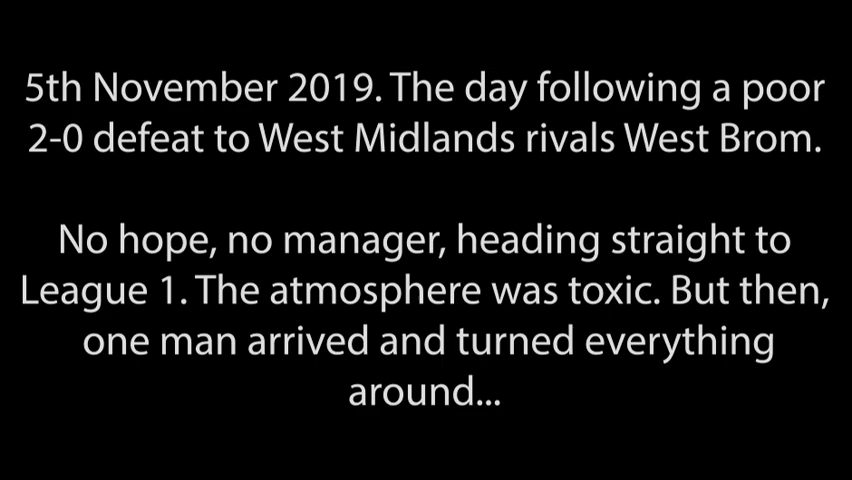 5th November 2019. The day following a poor
2-0 defeat to West Midlands rivals West Brom.
No hope, no manager, heading straight to
League 1. The atmosphere was toxic. But then,
one man arrived and turned everything
around...